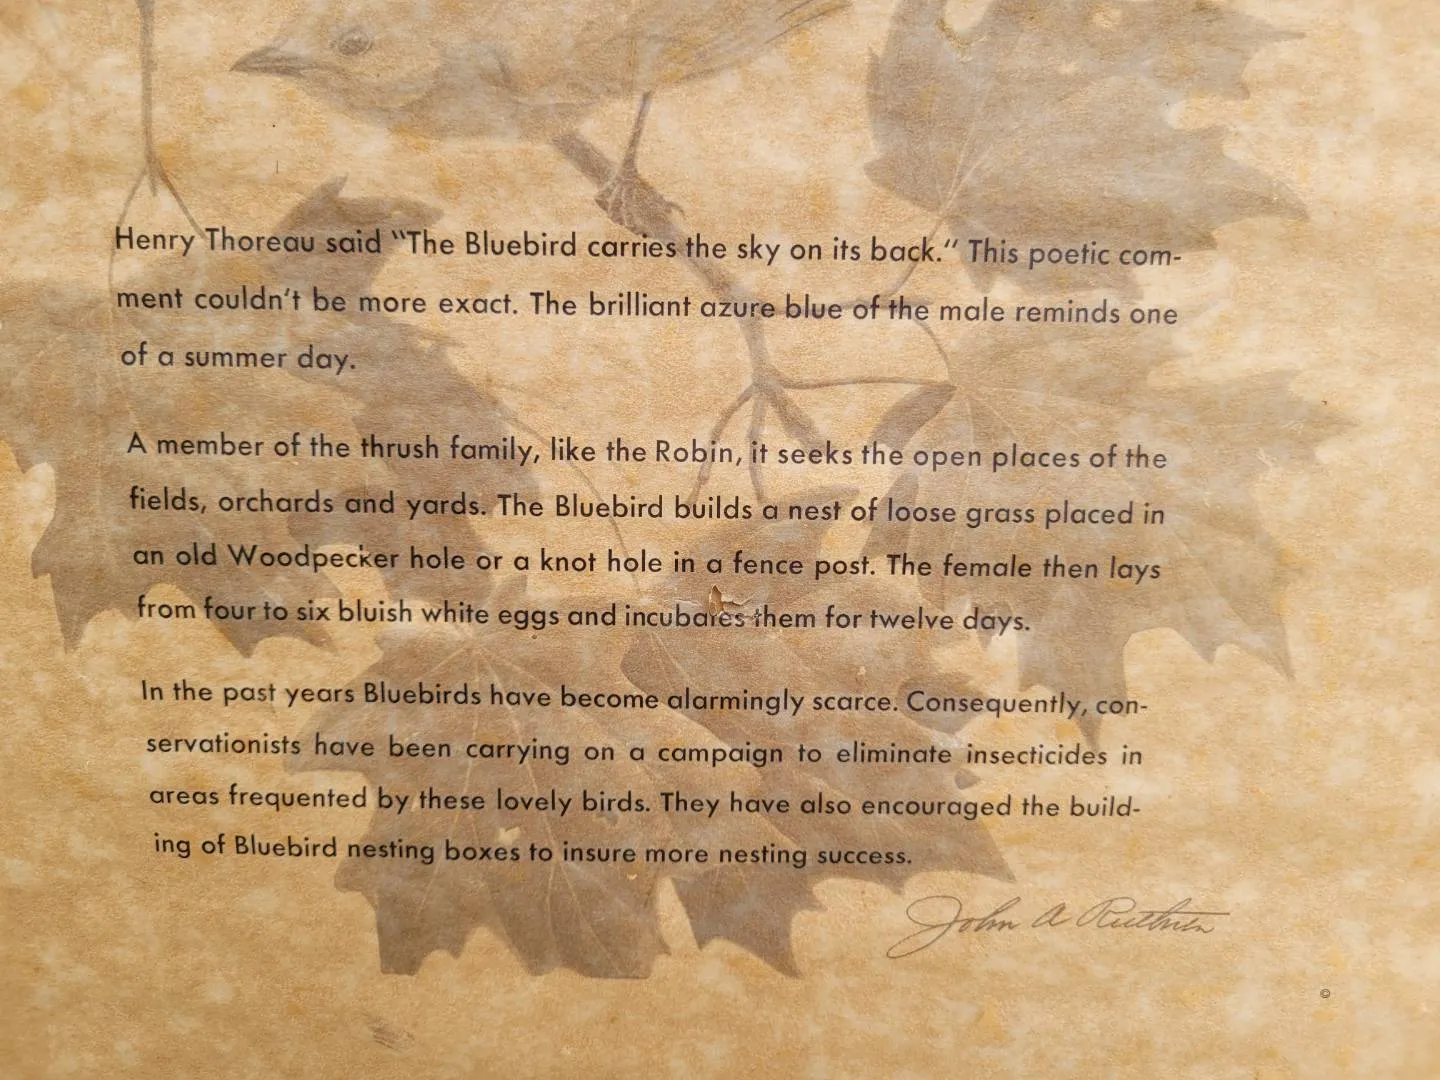 Henry Thoreau said "The Bluebird carries the sky on its back." This poetic com-
ment couldn't be more exact. The brilliant azure blue of the male reminds one
of a summer day.
A member of the thrush family, like the Robin, it seeks the open places of the
fields, orchards and yards. The Bluebird builds a nest of loose grass placed in
an old Woodpecker hole or a knot hole in a fence post. The female then lays
from four to six bluish white eggs and incubates them for twelve days.
In the past years Bluebirds have become alarmingly scarce. Consequently, con-
servationists have been carrying on a campaign to eliminate insecticides in
areas frequented by these lovely birds. They have also encouraged the build-
ing of Bluebird nesting boxes to insure more nesting success.
John A Ruthven
©